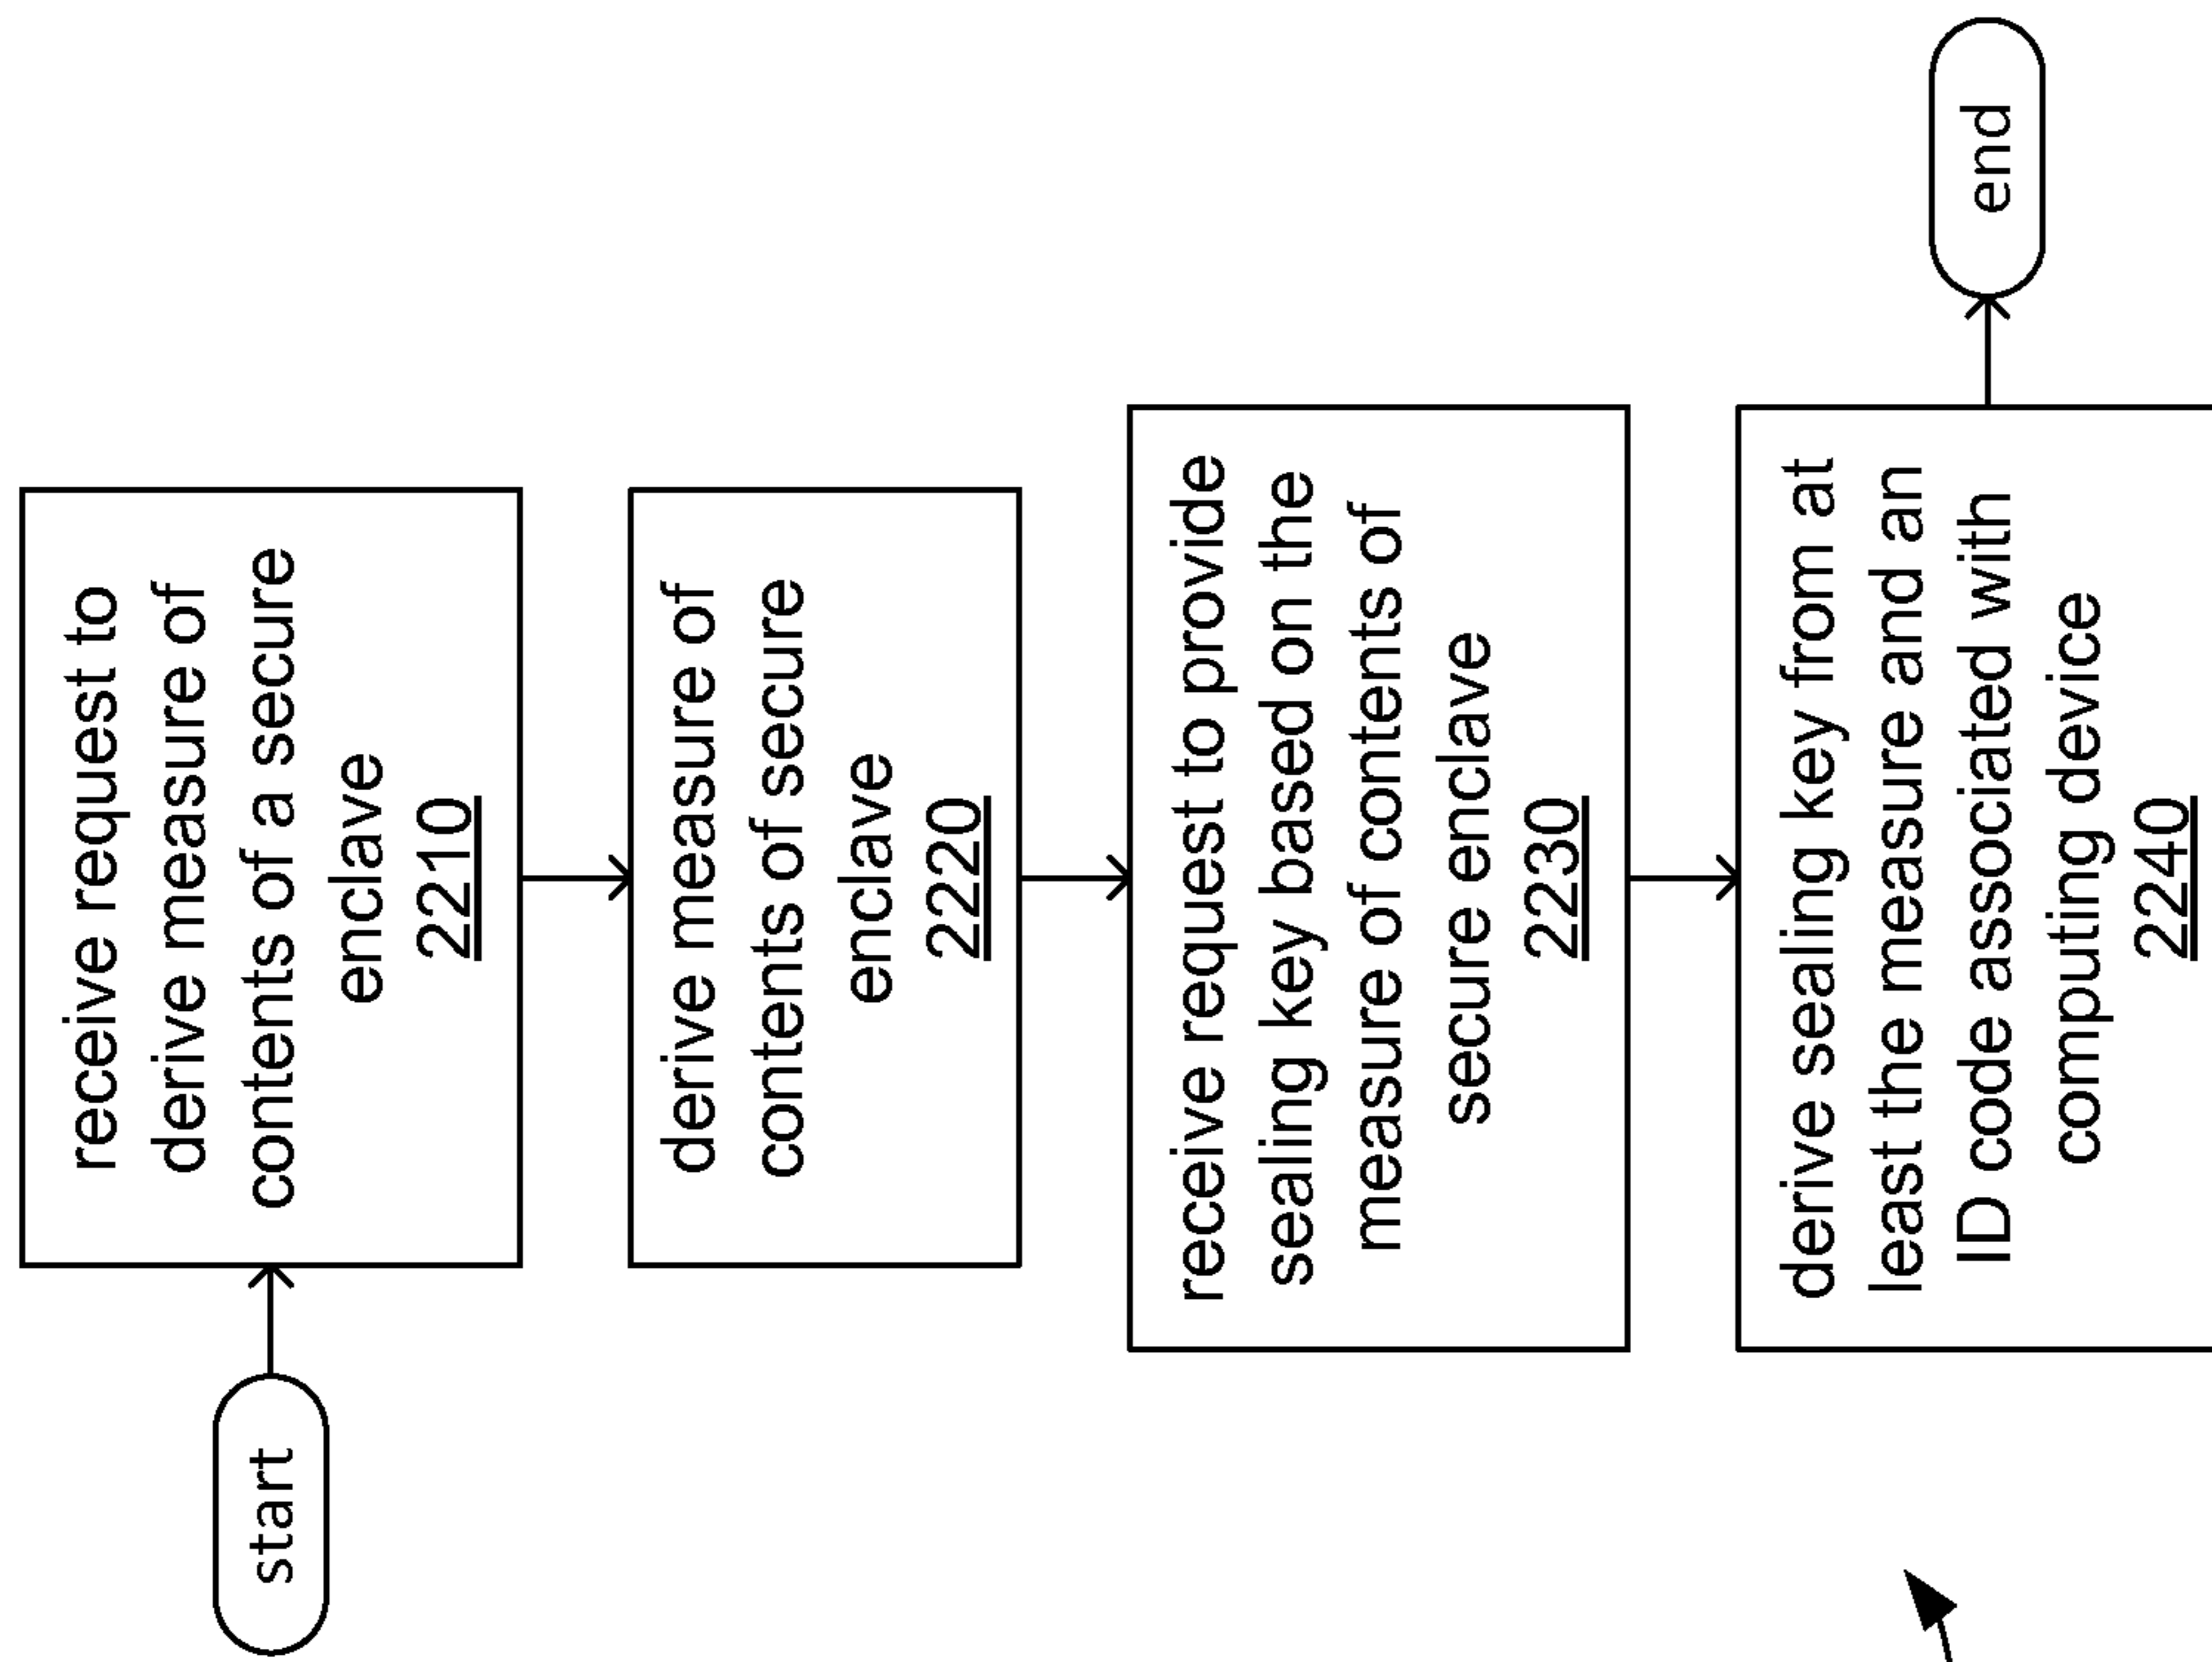 start
receive request to
derive measure of
contents of a secure
enclave
2210
derive measure of
contents of secure
enclave
2220
receive request to provide
sealing key based on the
measure of contents of
secure enclave
2230
derive sealing key from at
least the measure and an
ID code associated with
computing device
2240
end